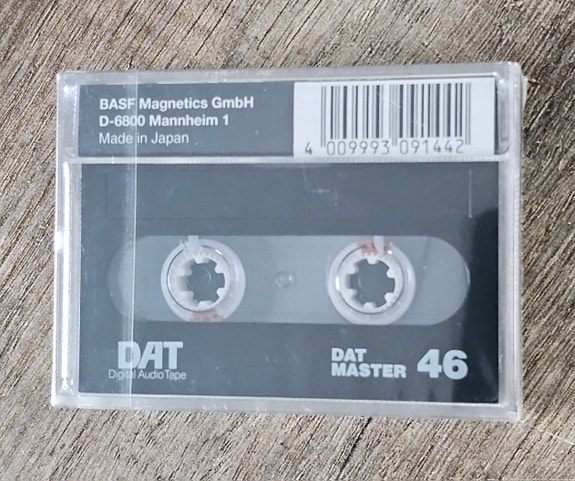 BASF Magnetics GmbH
D-6800 Mannheim 1
Made in Japan
4 009993 091442
DAT
Digital Audio Tape
DAT
MASTER 46